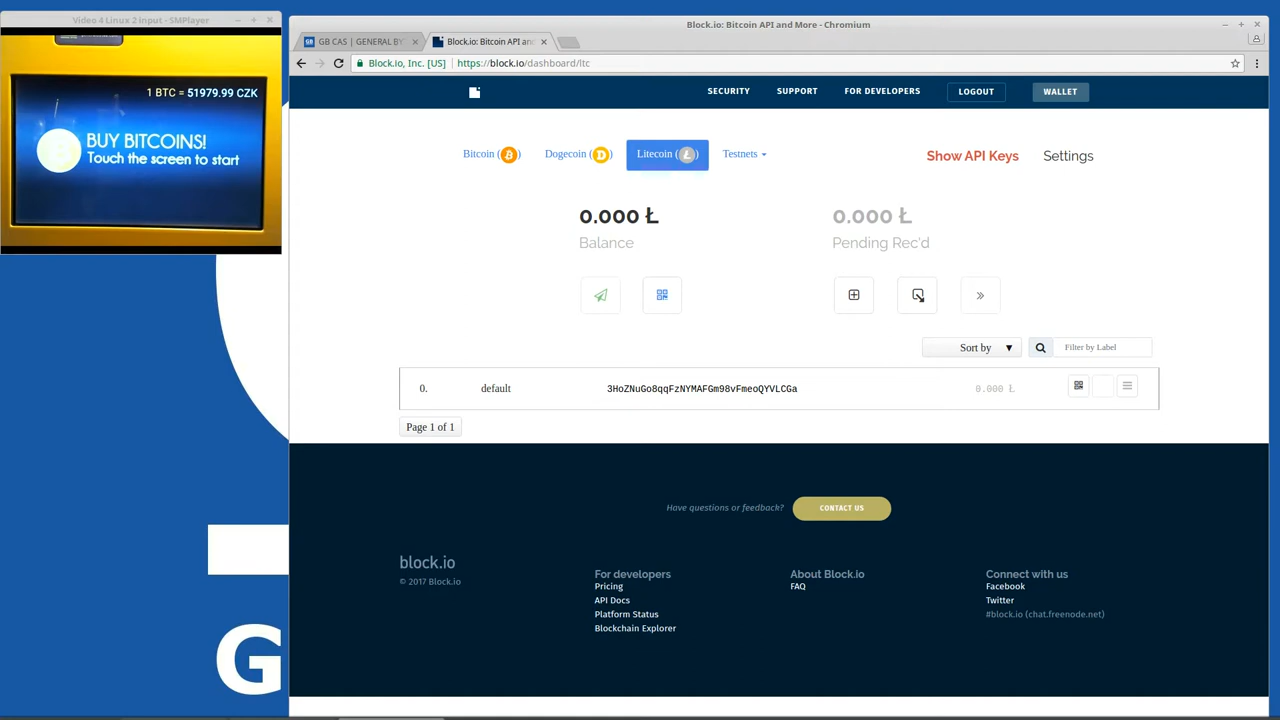 Video 4 Linux 2 Input - SMPlayer
1 BTC = 51979.99 CZK
BUY BITCOINS!
Touch the screen to start
G
Block.io: Bitcoin API and More - Chromium
GB CAS | GENERAL BY
Block.io: Bitcoin API an
Block.io, Inc. [US]
https://block.io/dashboard/ltc
SECURITY
SUPPORT
FOR DEVELOPERS
LOGOUT
WALLET
Bitcoin (B)
Dogecoin (D)
Litecoin (Ł)
Testnets
Show API Keys
Settings
0.000 Ł
Balance
0.000 Ł
Pending Rec'd
Sort by ▼
Filter by Label
0. default 3HoZNuGo8qqFzNYMAFGm98vFmeoQYVLCGa 0.000 Ł
Page 1 of 1
Have questions or feedback?
CONTACT US
block.io
© 2017 Block.io
For developers
Pricing
API Docs
Platform Status
Blockchain Explorer
About Block.io
FAQ
Connect with us
Facebook
Twitter
#block.io (chat.freenode.net)